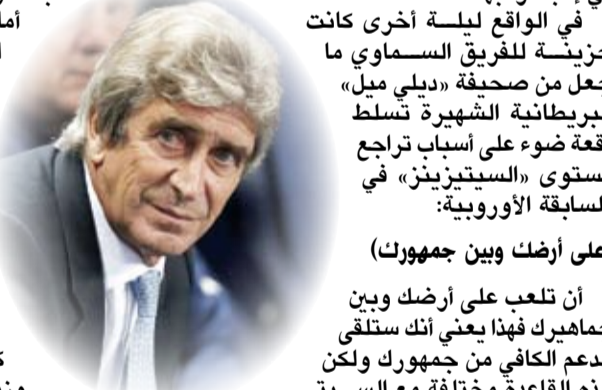 في الواقع ليلة أخرى كانت
حزينة للفريق السماوي ما
جعل من صحيفة «ديلي ميل»
البريطانية الشهيرة تسلط
بقعة ضوء على أسباب تراجع
مستوى «السيتيزينز» في
السابقة الأوروبية:
على أرضك وبين جمهورك)
أن تلعب على أرضك وبين
جماهيرك فهذا يعني أنك ستلقى
الدعم الكافي من جمهورك ولكن